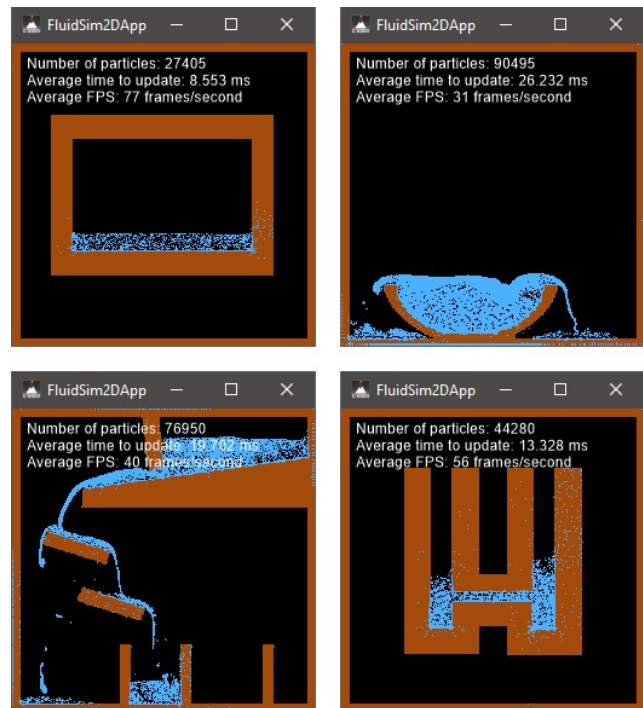 FluidSim2DApp
Number of particles: 27405
Average time to update: 8.553 ms
Average FPS: 77 frames/second
FluidSim2DApp
Number of particles: 90495
Average time to update: 26.232 ms
Average FPS: 31 frames/second
FluidSim2DApp
Number of particles: 76950
Average time to update: 19.702 ms
Average FPS: 40 frames/second
FluidSim2DApp
Number of particles: 44280
Average time to update: 13.328 ms
Average FPS: 56 frames/second